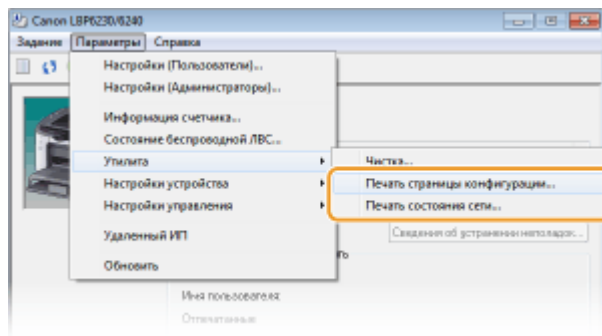 Canon LBP6230/6240
Задание Параметры Справка
Настройки (Пользователи)...
Настройки (Администраторы)...
Информация счетчика...
Состояние беспроводной ЛВС...
Утилита
Чистка...
Настройки устройства
Печать страницы конфигурации...
Настройки управления
Печать состояния сети...
Удаленный ИП
Сведения об устранении неполадок...
Обновить
Имя пользователя:
Отпечатанные: